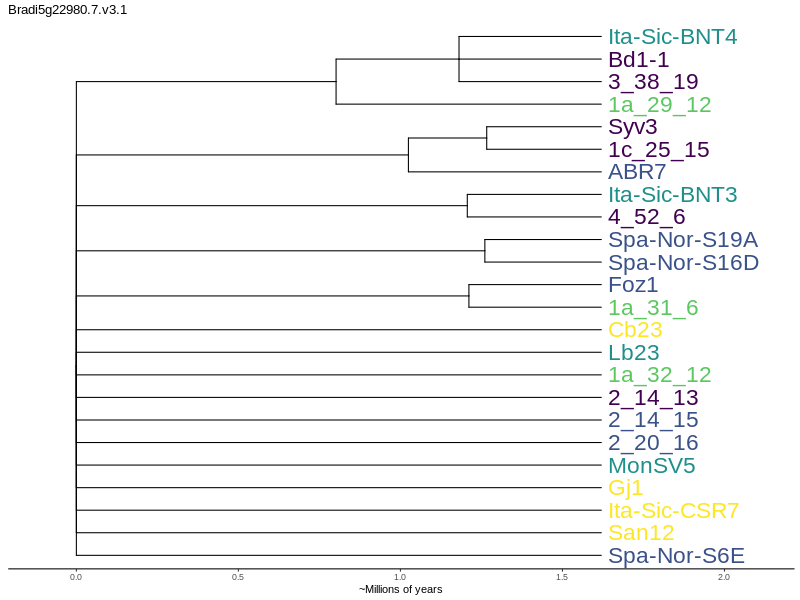 Bradi5g22980.7.v3.1
Ita-Sic-BNT4
Bd1-1
3_38_19
1a_29_12
Syv3
1c_25_15
ABR7
Ita-Sic-BNT3
4_52_6
Spa-Nor-S19A
Spa-Nor-S16D
Foz1
1a_31_6
Cb23
Lb23
1a_32_12
2_14_13
2_14_15
2_20_16
MonSV5
Gj1
Ita-Sic-CSR7
San12
Spa-Nor-S6E
0.0 0.5 1.0 1.5 2.0
~Millions of years